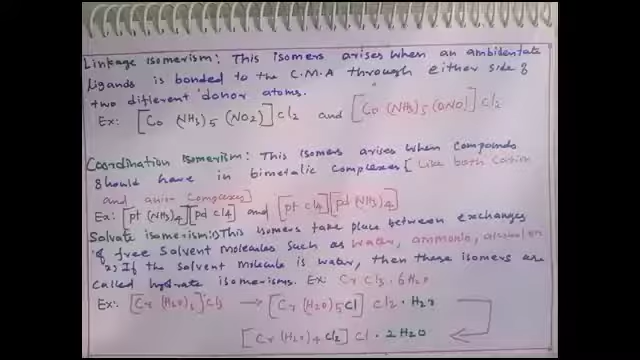 Linkage isomerism: This isomers arises when an ambidentate
ligands is bonded to the C.M.A through either side of
two different donor atoms.
Ex: [Co (NH3)5 (NO2)] Cl2 and [Co (NH3)5 (ONO)] Cl2
Coordination isomerism: This isomers arises when compounds
should have in bimetalic complexes [Like both Cation
and anion complexes]
Ex: [pt (NH3)4] [pd Cl4] and [pt Cl4] [pd (NH3)4]
Solvate isomerism: 1) This isomers take place between exchanges
of free Solvent molecules such as water, ammonia, alcohol etc
2) If the solvent molecule is water, then these isomers are
called hydrate isomerisms. Ex Cr Cl3 · 6H2O
Ex: [Cr (H2O)6] Cl3 → [Cr (H2O)5 Cl] Cl2 · H2O
[Cr (H2O)4 Cl2] Cl · 2H2O